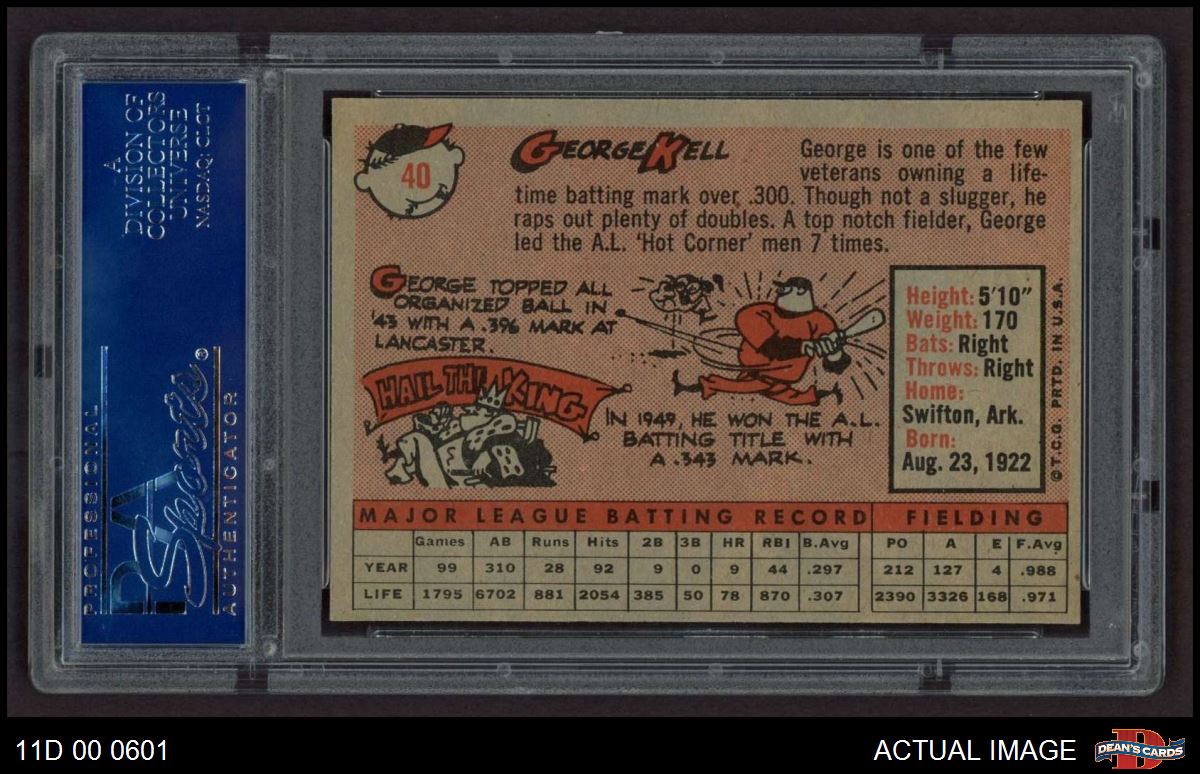 A
DIVISION OF
COLLECTORS
UNIVERSE
NASDAQ: CLCT
PROFESSIONAL
PSA
Sports®
AUTHENTICATOR
40
GEORGE KELL
George is one of the few
veterans owning a life-
time batting mark over .300. Though not a slugger, he
raps out plenty of doubles. A top notch fielder, George
led the A.L. 'Hot Corner' men 7 times.
GEORGE TOPPED ALL
ORGANIZED BALL IN
'43 WITH A .396 MARK AT
LANCASTER.
HAIL TH' KING
IN 1949, HE WON THE A.L.
BATTING TITLE WITH
A .343 MARK.
Height: 5'10"
Weight: 170
Bats: Right
Throws: Right
Home:
Swifton, Ark.
Born:
Aug. 23, 1922
©T.C.G. PRTD. IN U.S.A.
MAJOR LEAGUE BATTING RECORD FIELDING
Games AB Runs Hits 2B 3B HR RBI B.Avg PO A E F.Avg
YEAR 99 310 28 92 9 0 9 44 .297 212 127 4 .988
LIFE 1795 6702 881 2054 385 50 78 870 .307 2390 3326 168 .971
11D 00 0601
ACTUAL IMAGE
D
DEAN'S CARDS